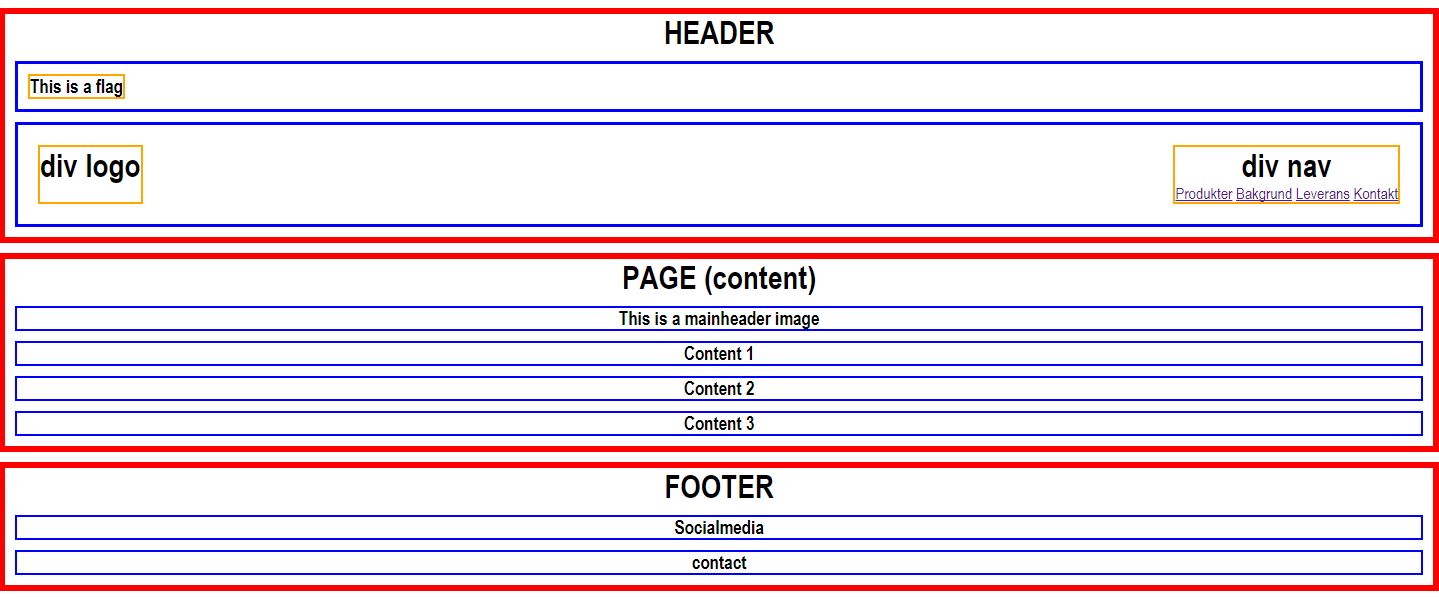 HEADER
This is a flag
div logo
div nav
Produkter Bakgrund Leverans Kontakt
PAGE (content)
This is a mainheader image
Content 1
Content 2
Content 3
FOOTER
Socialmedia
contact